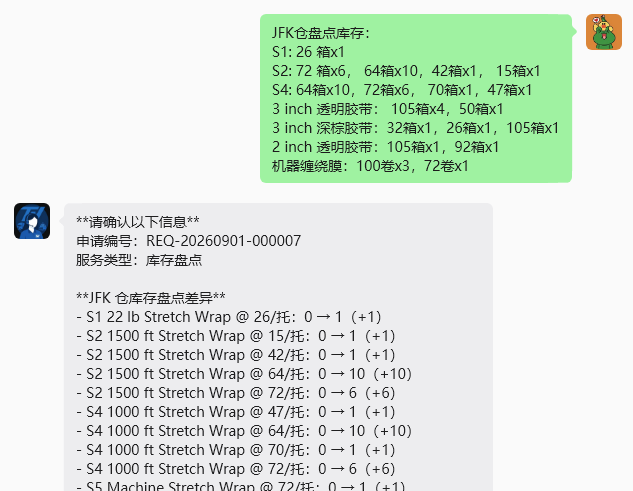 JFK仓盘点库存：
S1: 26 箱x1
S2: 72 箱x6， 64箱x10，42箱x1， 15箱x1
S4: 64箱x10，72箱x6， 70箱x1，47箱x1
3 inch 透明胶带： 105箱x4，50箱x1
3 inch 深棕胶带：32箱x1，26箱x1，105箱x1
2 inch 透明胶带：105箱x1，92箱x1
机器缠绕膜：100卷x3，72卷x1
**请确认以下信息**
申请编号：REQ-20260901-000007
服务类型：库存盘点
**JFK 仓库存盘点差异**
- S1 22 lb Stretch Wrap @ 26/托：0 → 1（+1）
- S2 1500 ft Stretch Wrap @ 15/托：0 → 1（+1）
- S2 1500 ft Stretch Wrap @ 42/托：0 → 1（+1）
- S2 1500 ft Stretch Wrap @ 64/托：0 → 10（+10）
- S2 1500 ft Stretch Wrap @ 72/托：0 → 6（+6）
- S4 1000 ft Stretch Wrap @ 47/托：0 → 1（+1）
- S4 1000 ft Stretch Wrap @ 64/托：0 → 10（+10）
- S4 1000 ft Stretch Wrap @ 70/托：0 → 1（+1）
- S4 1000 ft Stretch Wrap @ 72/托：0 → 6（+6）
- S5 Machine Stretch Wrap @ 72/托：0 → 1（+1）